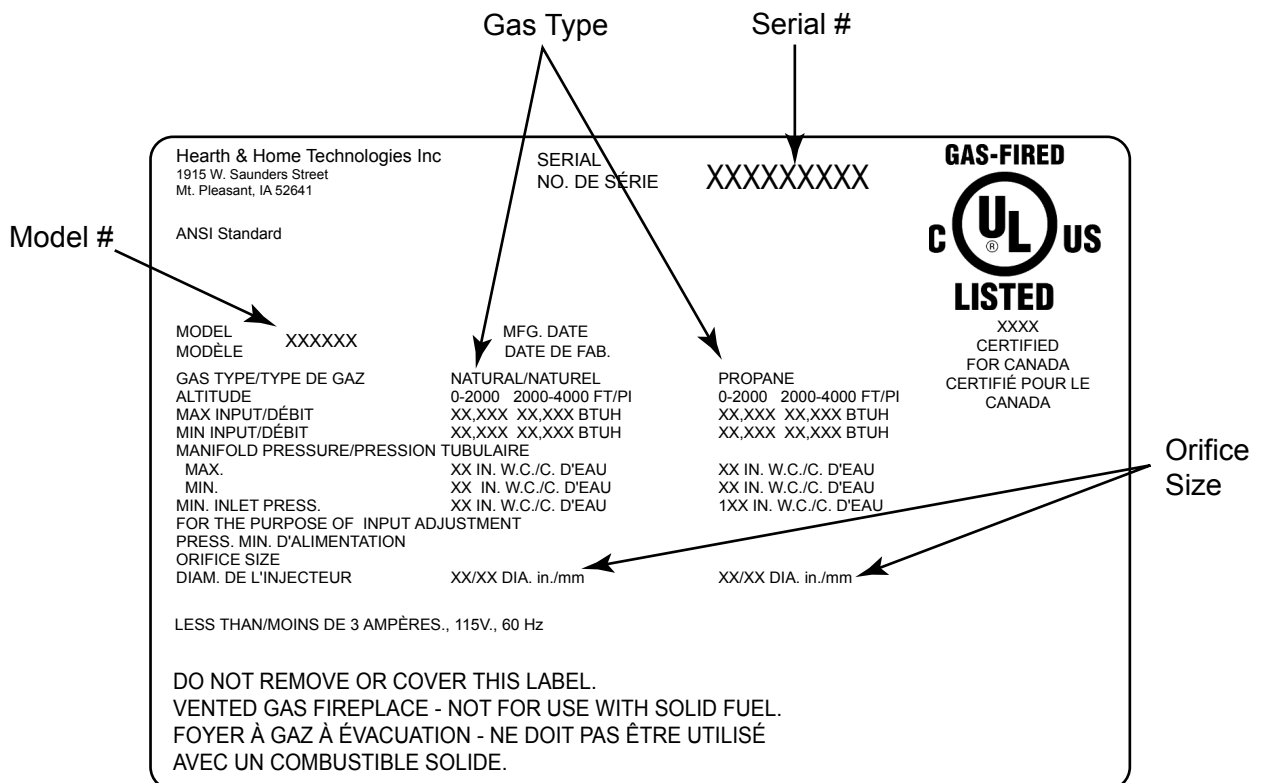 Gas Type
Serial #
Hearth & Home Technologies Inc
1915 W. Saunders Street
Mt. Pleasant, IA 52641
SERIAL
NO. DE SÉRIE
XXXXXXXXX
GAS-FIRED
C UL US
®
LISTED
XXXX
CERTIFIED
FOR CANADA
CERTIFIÉ POUR LE
CANADA
ANSI Standard
Model #
MODEL
MODÈLE
XXXXXX
MFG. DATE
DATE DE FAB.
GAS TYPE/TYPE DE GAZ NATURAL/NATUREL PROPANE
ALTITUDE 0-2000 2000-4000 FT/PI 0-2000 2000-4000 FT/PI
MAX INPUT/DÉBIT XX,XXX XX,XXX BTUH XX,XXX XX,XXX BTUH
MIN INPUT/DÉBIT XX,XXX XX,XXX BTUH XX,XXX XX,XXX BTUH
MANIFOLD PRESSURE/PRESSION TUBULAIRE
MAX. XX IN. W.C./C. D'EAU XX IN. W.C./C. D'EAU
MIN. XX IN. W.C./C. D'EAU XX IN. W.C./C. D'EAU
MIN. INLET PRESS. XX IN. W.C./C. D'EAU 1XX IN. W.C./C. D'EAU
FOR THE PURPOSE OF INPUT ADJUSTMENT
PRESS. MIN. D'ALIMENTATION
ORIFICE SIZE
DIAM. DE L'INJECTEUR XX/XX DIA. in./mm XX/XX DIA. in./mm
Orifice
Size
LESS THAN/MOINS DE 3 AMPÈRES., 115V., 60 Hz
DO NOT REMOVE OR COVER THIS LABEL.
VENTED GAS FIREPLACE - NOT FOR USE WITH SOLID FUEL.
FOYER À GAZ À ÉVACUATION - NE DOIT PAS ÊTRE UTILISÉ
AVEC UN COMBUSTIBLE SOLIDE.